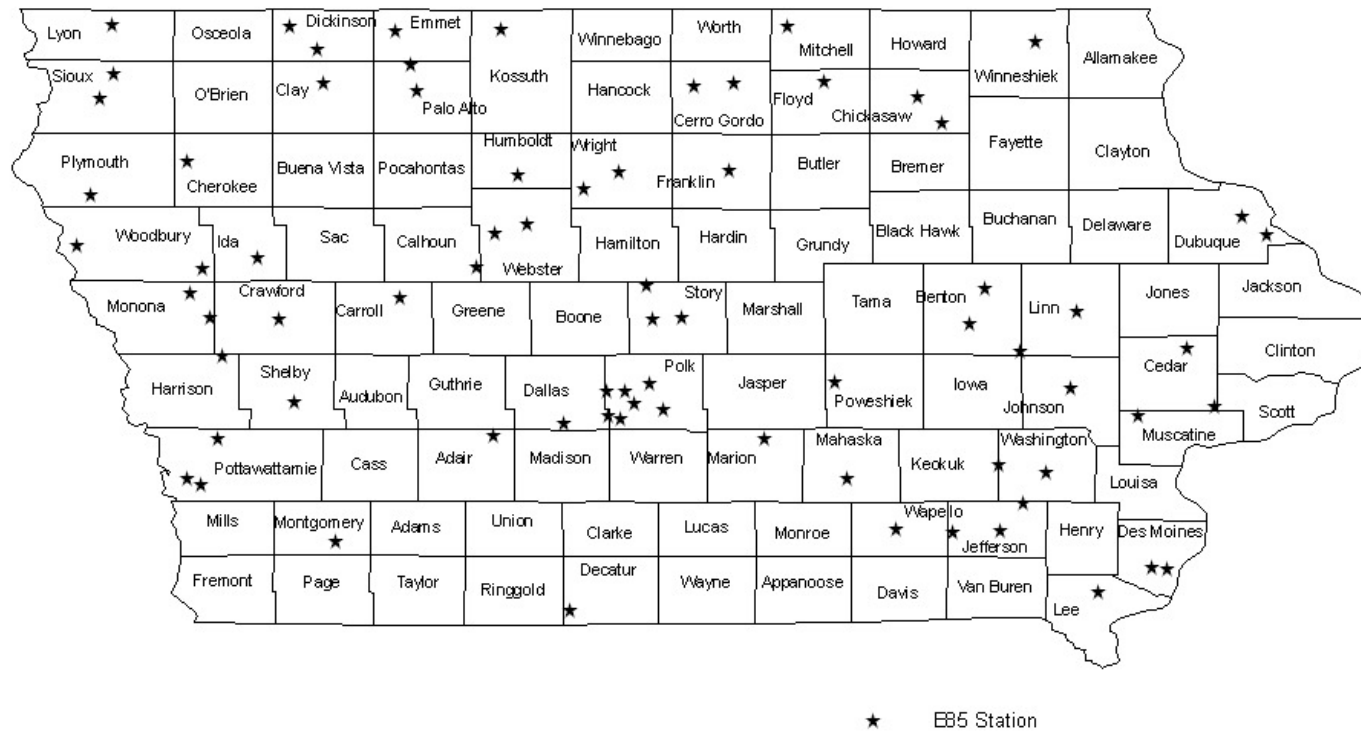 Lyon
Osceola
Dickinson
Emmet
Kossuth
Winnebago
Worth
Mitchell
Howard
Winneshiek
Allamakee
Sioux
O'Brien
Clay
Palo Alto
Hancock
Cerro Gordo
Floyd
Chickasaw
Plymouth
Cherokee
Buena Vista
Pocahontas
Humboldt
Wright
Franklin
Butler
Bremer
Fayette
Clayton
Woodbury
Ida
Sac
Calhoun
Webster
Hamilton
Hardin
Grundy
Black Hawk
Buchanan
Delaware
Dubuque
Monona
Crawford
Carroll
Greene
Boone
Story
Marshall
Tama
Benton
Linn
Jones
Jackson
Harrison
Shelby
Audubon
Guthrie
Dallas
Polk
Jasper
Poweshiek
Iowa
Johnson
Cedar
Clinton
Scott
Muscatine
Pottawattamie
Cass
Adair
Madison
Warren
Marion
Mahaska
Keokuk
Washington
Louisa
Mills
Montgomery
Adams
Union
Clarke
Lucas
Monroe
Wapello
Jefferson
Henry
Des Moines
Fremont
Page
Taylor
Ringgold
Decatur
Wayne
Appanoose
Davis
Van Buren
Lee
E85 Station